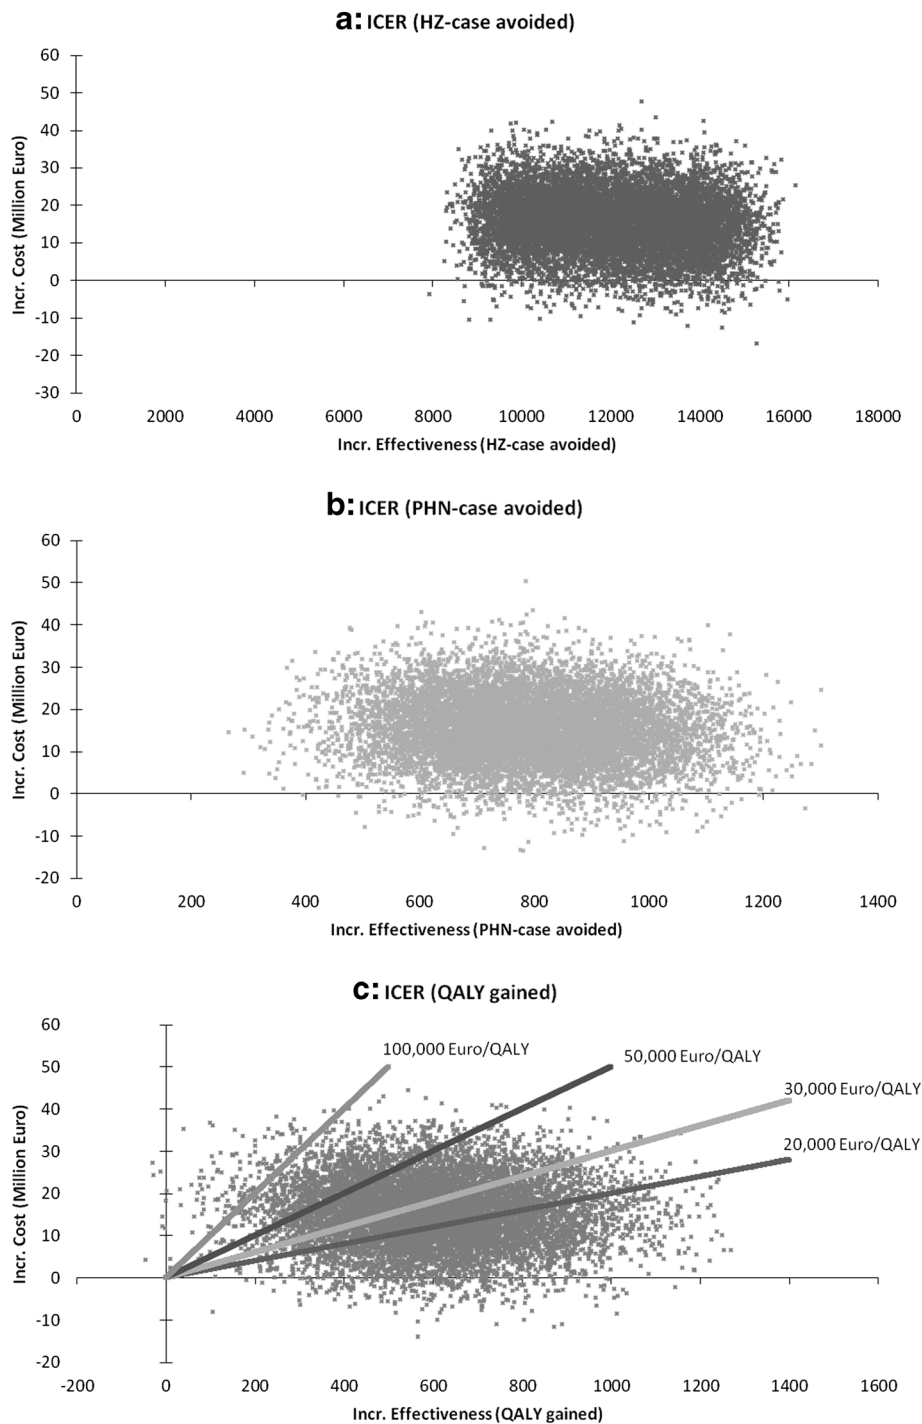 a: ICER (HZ-case avoided)
60
50
40
30
20
10
0
-10
-20
-30
Incr. Cost (Million Euro)
0 2000 4000 6000 8000 10000 12000 14000 16000 18000
Incr. Effectiveness (HZ-case avoided)
b: ICER (PHN-case avoided)
60
50
40
30
20
10
0
-10
-20
Incr. Cost (Million Euro)
0 200 400 600 800 1000 1200 1400
Incr. Effectiveness (PHN-case avoided)
c: ICER (QALY gained)
60
50
40
30
20
10
0
-10
-20
Incr. Cost (Million Euro)
100,000 Euro/QALY
50,000 Euro/QALY
30,000 Euro/QALY
20,000 Euro/QALY
-200 0 200 400 600 800 1000 1200 1400 1600
Incr. Effectiveness (QALY gained)